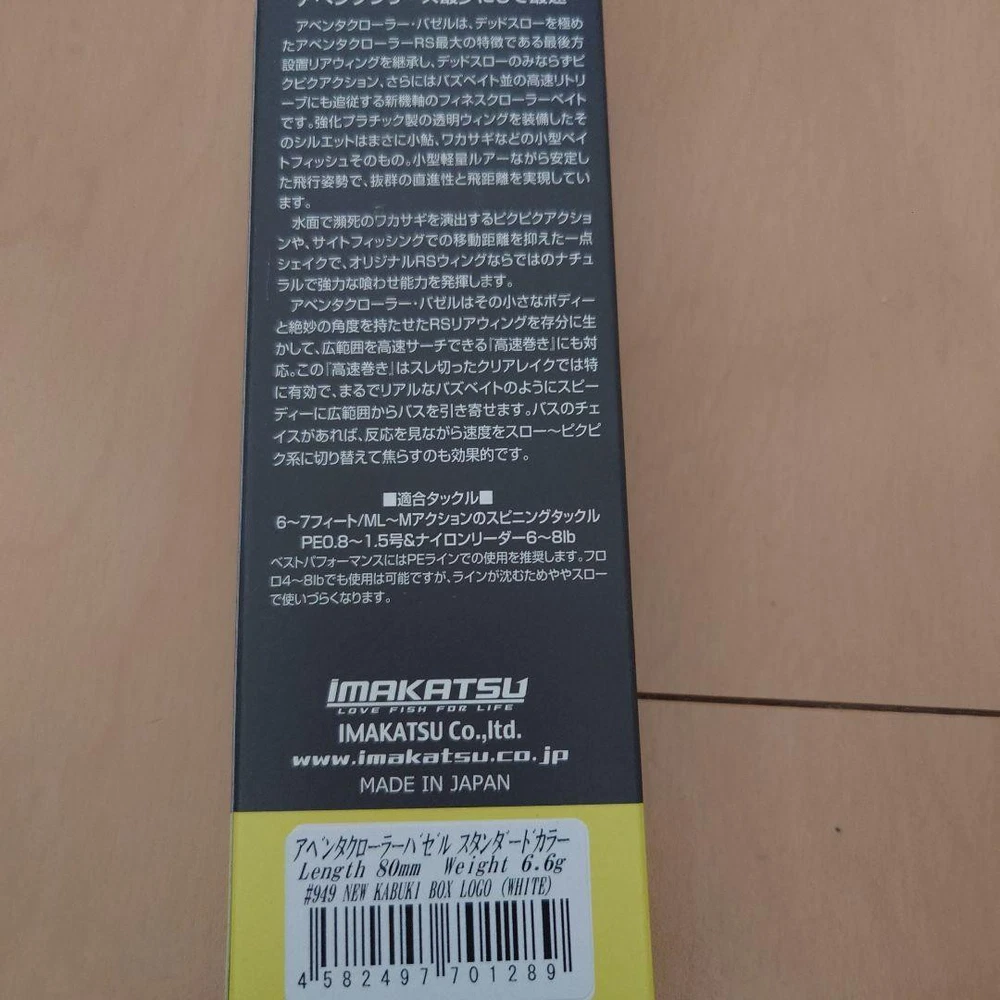 アベンタクローラー・バゼルは、デッドスローを極め
たアベンタクローラーRS最大の特徴である最後方
設置リアウィングを継承し、デッドスローのみならずピ
クピクアクション、さらにはバズベイト並の高速リトリ
ーブにも追従する新機軸のフィネスクローラーベイト
です。強化プラチック製の透明ウィングを装備したそ
のシルエットはまさに小鮎、ワカサギなどの小型ベイ
トフィッシュそのもの。小型軽量ルアーながら安定し
た飛行姿勢で、抜群の直進性と飛距離を実現してい
ます。
水面で瀕死のワカサギを演出するピクピクアクショ
ンや、サイトフィッシングでの移動距離を抑えた一点
シェイクで、オリジナルRSウィングならではのナチュ
ラルで強力な喰わせ能力を発揮します。
アベンタクローラー・バゼルはその小さなボディー
と絶妙の角度を持たせたRSリアウィングを存分に生
かして、広範囲を高速サーチできる『高速巻き』にも対
応。この『高速巻き』はスレ切ったクリアレイクでは特
に有効で、まるでリアルなバズベイトのようにスピー
ディーに広範囲からバスを引き寄せます。バスのチェ
イスがあれば、反応を見ながら速度をスロー〜ピクピ
ク系に切り替えて焦らすのも効果的です。
■適合タックル■
6〜7フィート/ML〜Mアクションのスピニングタックル
PE0.8〜1.5号&ナイロンリーダー6〜8lb
ベストパフォーマンスにはPEラインでの使用を推奨します。フロ
ロ4〜8lbでも使用は可能ですが、ラインが沈むためややスロー
で使いづらくなります。
IMAKATSU
LOVE FISH FOR LIFE
IMAKATSU Co.,ltd.
www.imakatsu.co.jp
MADE IN JAPAN
アベンタクローラーバゼル スタンダードカラー
Length 80mm Weight 6.6g
#949 NEW KABUKI BOX LOGO (WHITE)
4 582497 701289